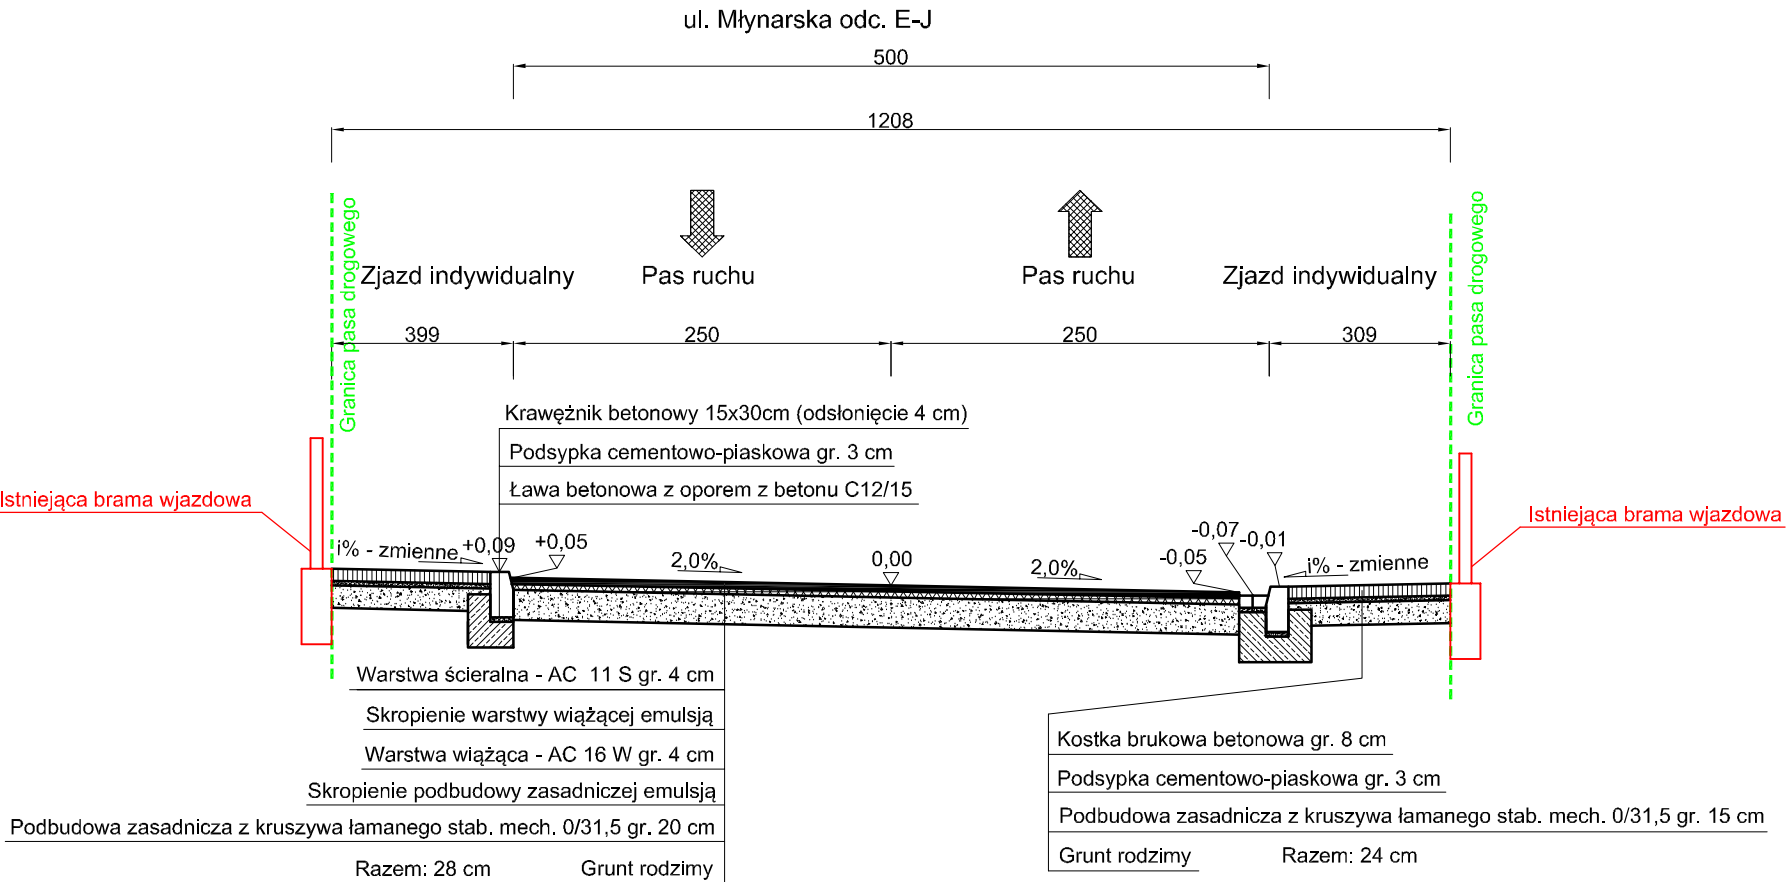 ul. Młynarska odc. E-J
500
1208
Granica pasa drogowego
Granica pasa drogowego
Zjazd indywidualny
Pas ruchu
Pas ruchu
Zjazd indywidualny
399
250
250
309
Krawężnik betonowy 15x30cm (odsłonięcie 4 cm)
Podsypka cementowo-piaskowa gr. 3 cm
Ława betonowa z oporem z betonu C12/15
Istniejąca brama wjazdowa
Istniejąca brama wjazdowa
i% - zmienne
+0,09
+0,05
2,0%
0,00
2,0%
-0,05
-0,07
-0,01
i% - zmienne
Warstwa ścieralna - AC 11 S gr. 4 cm
Skropienie warstwy wiążącej emulsją
Warstwa wiążąca - AC 16 W gr. 4 cm
Skropienie podbudowy zasadniczej emulsją
Podbudowa zasadnicza z kruszywa łamanego stab. mech. 0/31,5 gr. 20 cm
Razem: 28 cm
Grunt rodzimy
Kostka brukowa betonowa gr. 8 cm
Podsypka cementowo-piaskowa gr. 3 cm
Podbudowa zasadnicza z kruszywa łamanego stab. mech. 0/31,5 gr. 15 cm
Grunt rodzimy
Razem: 24 cm